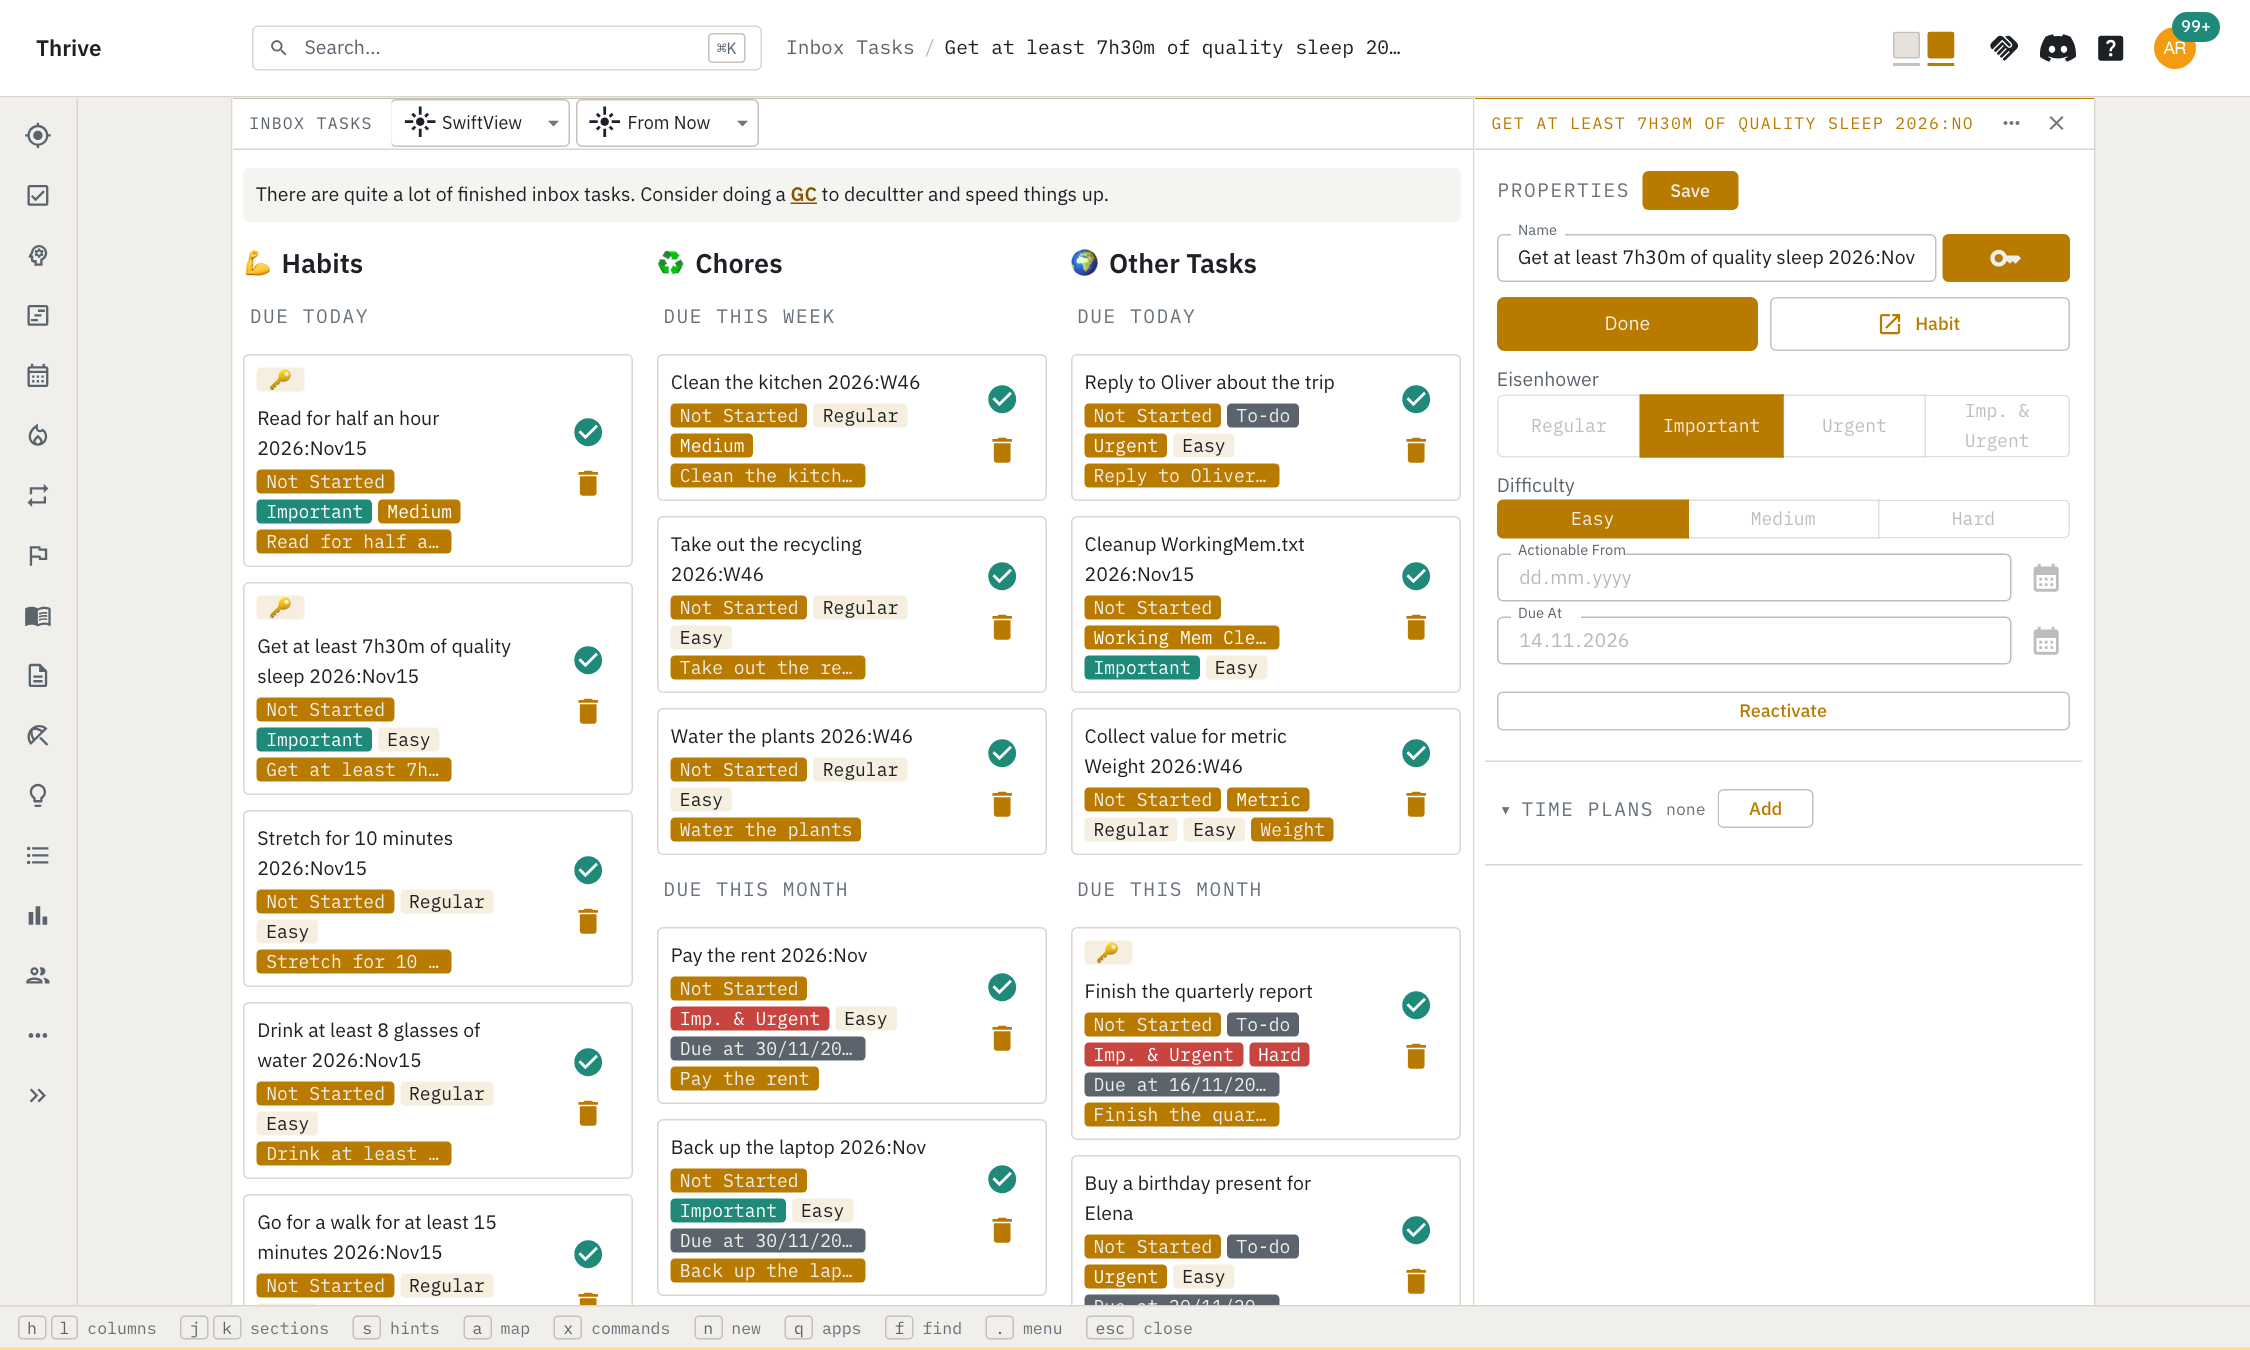 Thrive
Search...
⌘K
Inbox Tasks / Get at least 7h30m of quality sleep 20…
99+
AR
INBOX TASKS
SwiftView
From Now
There are quite a lot of finished inbox tasks. Consider doing a GC to decultter and speed things up.
💪 Habits
DUE TODAY
🔑
Read for half an hour
2026:Nov15
Not Started
Important Medium
Read for half a…
🔑
Get at least 7h30m of quality
sleep 2026:Nov15
Not Started
Important Easy
Get at least 7h…
Stretch for 10 minutes
2026:Nov15
Not Started Regular
Easy
Stretch for 10 …
Drink at least 8 glasses of
water 2026:Nov15
Not Started Regular
Easy
Drink at least …
Go for a walk for at least 15
minutes 2026:Nov15
Not Started Regular
♻️ Chores
DUE THIS WEEK
Clean the kitchen 2026:W46
Not Started Regular
Medium
Clean the kitch…
Take out the recycling
2026:W46
Not Started Regular
Easy
Take out the re…
Water the plants 2026:W46
Not Started Regular
Easy
Water the plants
DUE THIS MONTH
Pay the rent 2026:Nov
Not Started
Imp. & Urgent Easy
Due at 30/11/20…
Pay the rent
Back up the laptop 2026:Nov
Not Started
Important Easy
Due at 30/11/20…
Back up the lap…
🌍 Other Tasks
DUE TODAY
Reply to Oliver about the trip
Not Started To-do
Urgent Easy
Reply to Oliver…
Cleanup WorkingMem.txt
2026:Nov15
Not Started
Working Mem Cle…
Important Easy
Collect value for metric
Weight 2026:W46
Not Started Metric
Regular Easy Weight
DUE THIS MONTH
🔑
Finish the quarterly report
Not Started To-do
Imp. & Urgent Hard
Due at 16/11/20…
Finish the quar…
Buy a birthday present for
Elena
Not Started To-do
Urgent Easy
GET AT LEAST 7H30M OF QUALITY SLEEP 2026:NO
PROPERTIES
Save
Name
Get at least 7h30m of quality sleep 2026:Nov
Done
Habit
Eisenhower
Regular
Important
Urgent
Imp. &
Urgent
Difficulty
Easy
Medium
Hard
Actionable From
dd.mm.yyyy
Due At
14.11.2026
Reactivate
▾ TIME PLANS none
Add
h l columns
j k sections
s hints
a map
x commands
n new
q apps
f find
. menu
esc close